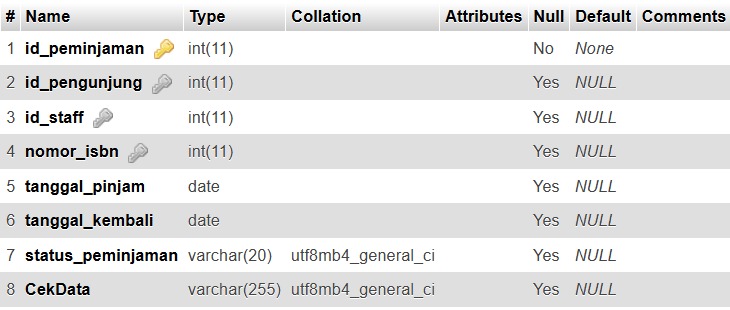 # Name Type Collation Attributes Null Default Comments
1 id_peminjaman int(11) No None
2 id_pengunjung int(11) Yes NULL
3 id_staff int(11) Yes NULL
4 nomor_isbn int(11) Yes NULL
5 tanggal_pinjam date Yes NULL
6 tanggal_kembali date Yes NULL
7 status_peminjaman varchar(20) utf8mb4_general_ci Yes NULL
8 CekData varchar(255) utf8mb4_general_ci Yes NULL